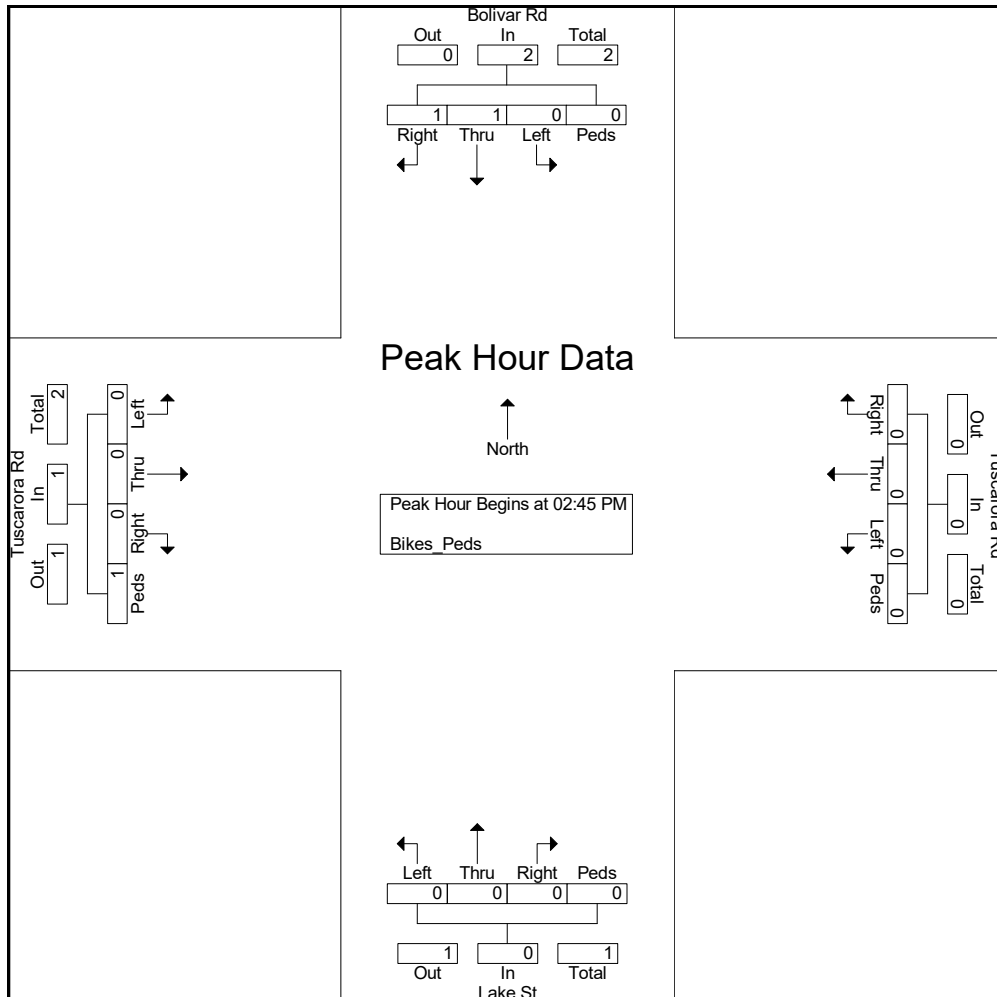 Bolivar Rd
Out In Total
0 2 2
1 1 0 0
Right Thru Left Peds
Peak Hour Data
North
Peak Hour Begins at 02:45 PM
Bikes_Peds
Tuscarora Rd
Total In Out
2 1 1
0 0 0 1
Left Thru Right Peds
Tuscarora Rd
Out In Total
0 0 0
0 0 0 0
Right Thru Left Peds
Left Thru Right Peds
0 0 0 0
1 0 1
Out In Total
Lake St